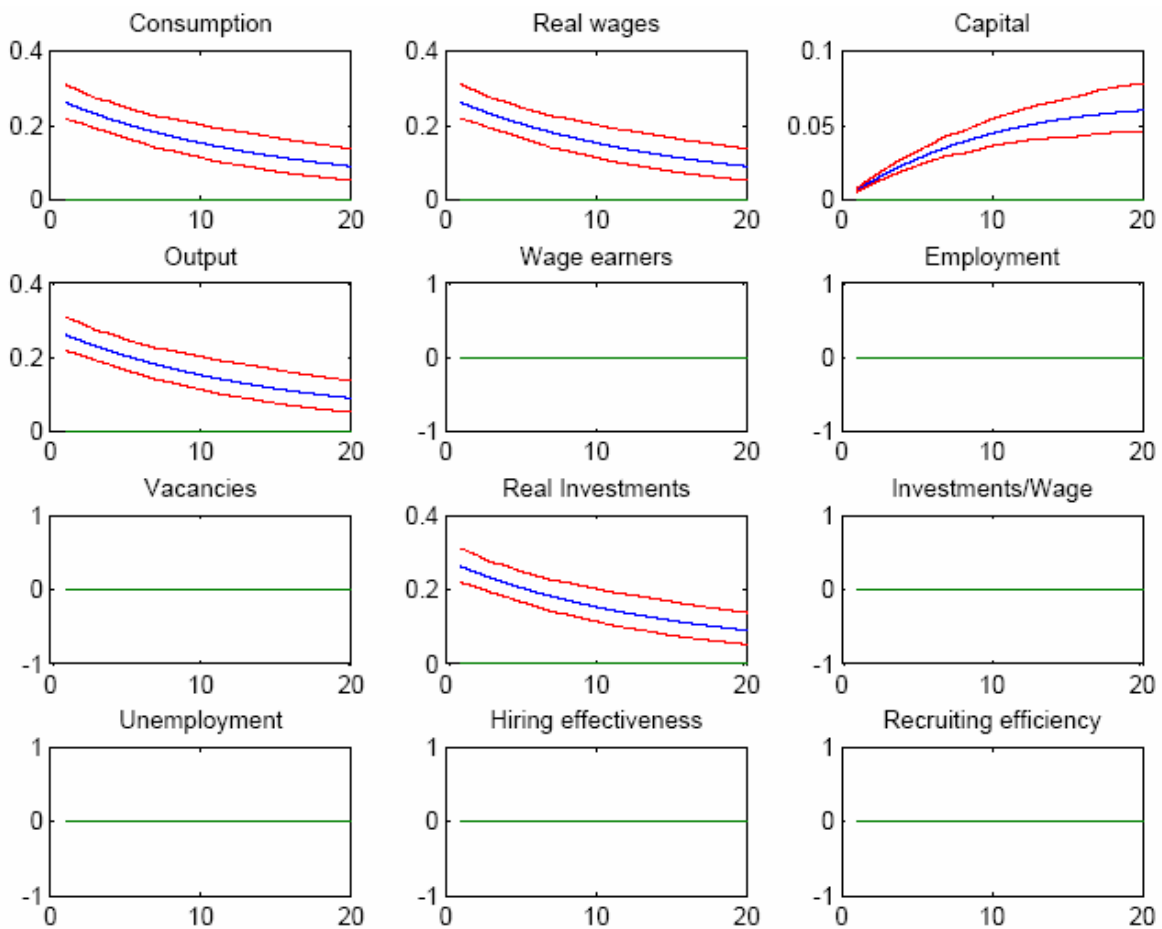 Consumption
0.4
0.2
0
0 10 20
Real wages
0.4
0.2
0
0 10 20
Capital
0.1
0.05
0
0 10 20
Output
0.4
0.2
0
0 10 20
Wage earners
1
0
-1
0 10 20
Employment
1
0
-1
0 10 20
Vacancies
1
0
-1
0 10 20
Real Investments
0.4
0.2
0
0 10 20
Investments/Wage
1
0
-1
0 10 20
Unemployment
1
0
-1
0 10 20
Hiring effectiveness
1
0
-1
0 10 20
Recruiting efficiency
1
0
-1
0 10 20